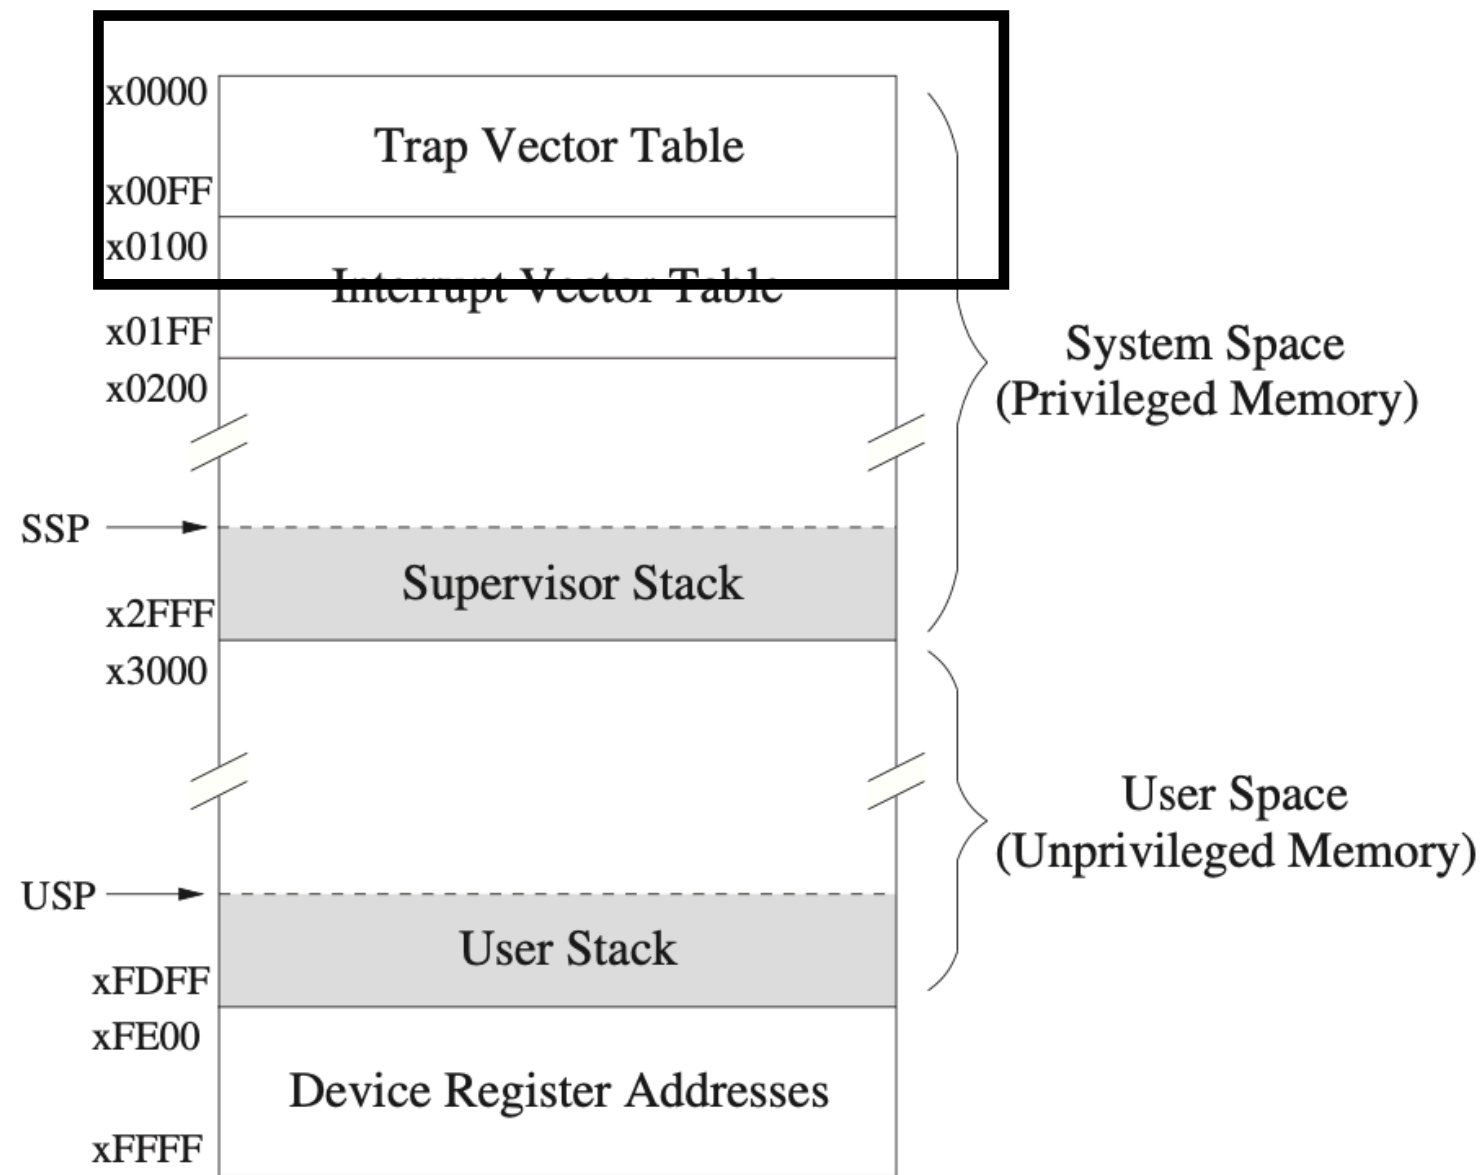 x0000
Trap Vector Table
x00FF
x0100
Interrupt Vector Table
x01FF
System Space
(Privileged Memory)
x0200
SSP
Supervisor Stack
x2FFF
x3000
User Space
(Unprivileged Memory)
USP
User Stack
xFDFF
xFE00
Device Register Addresses
xFFFF